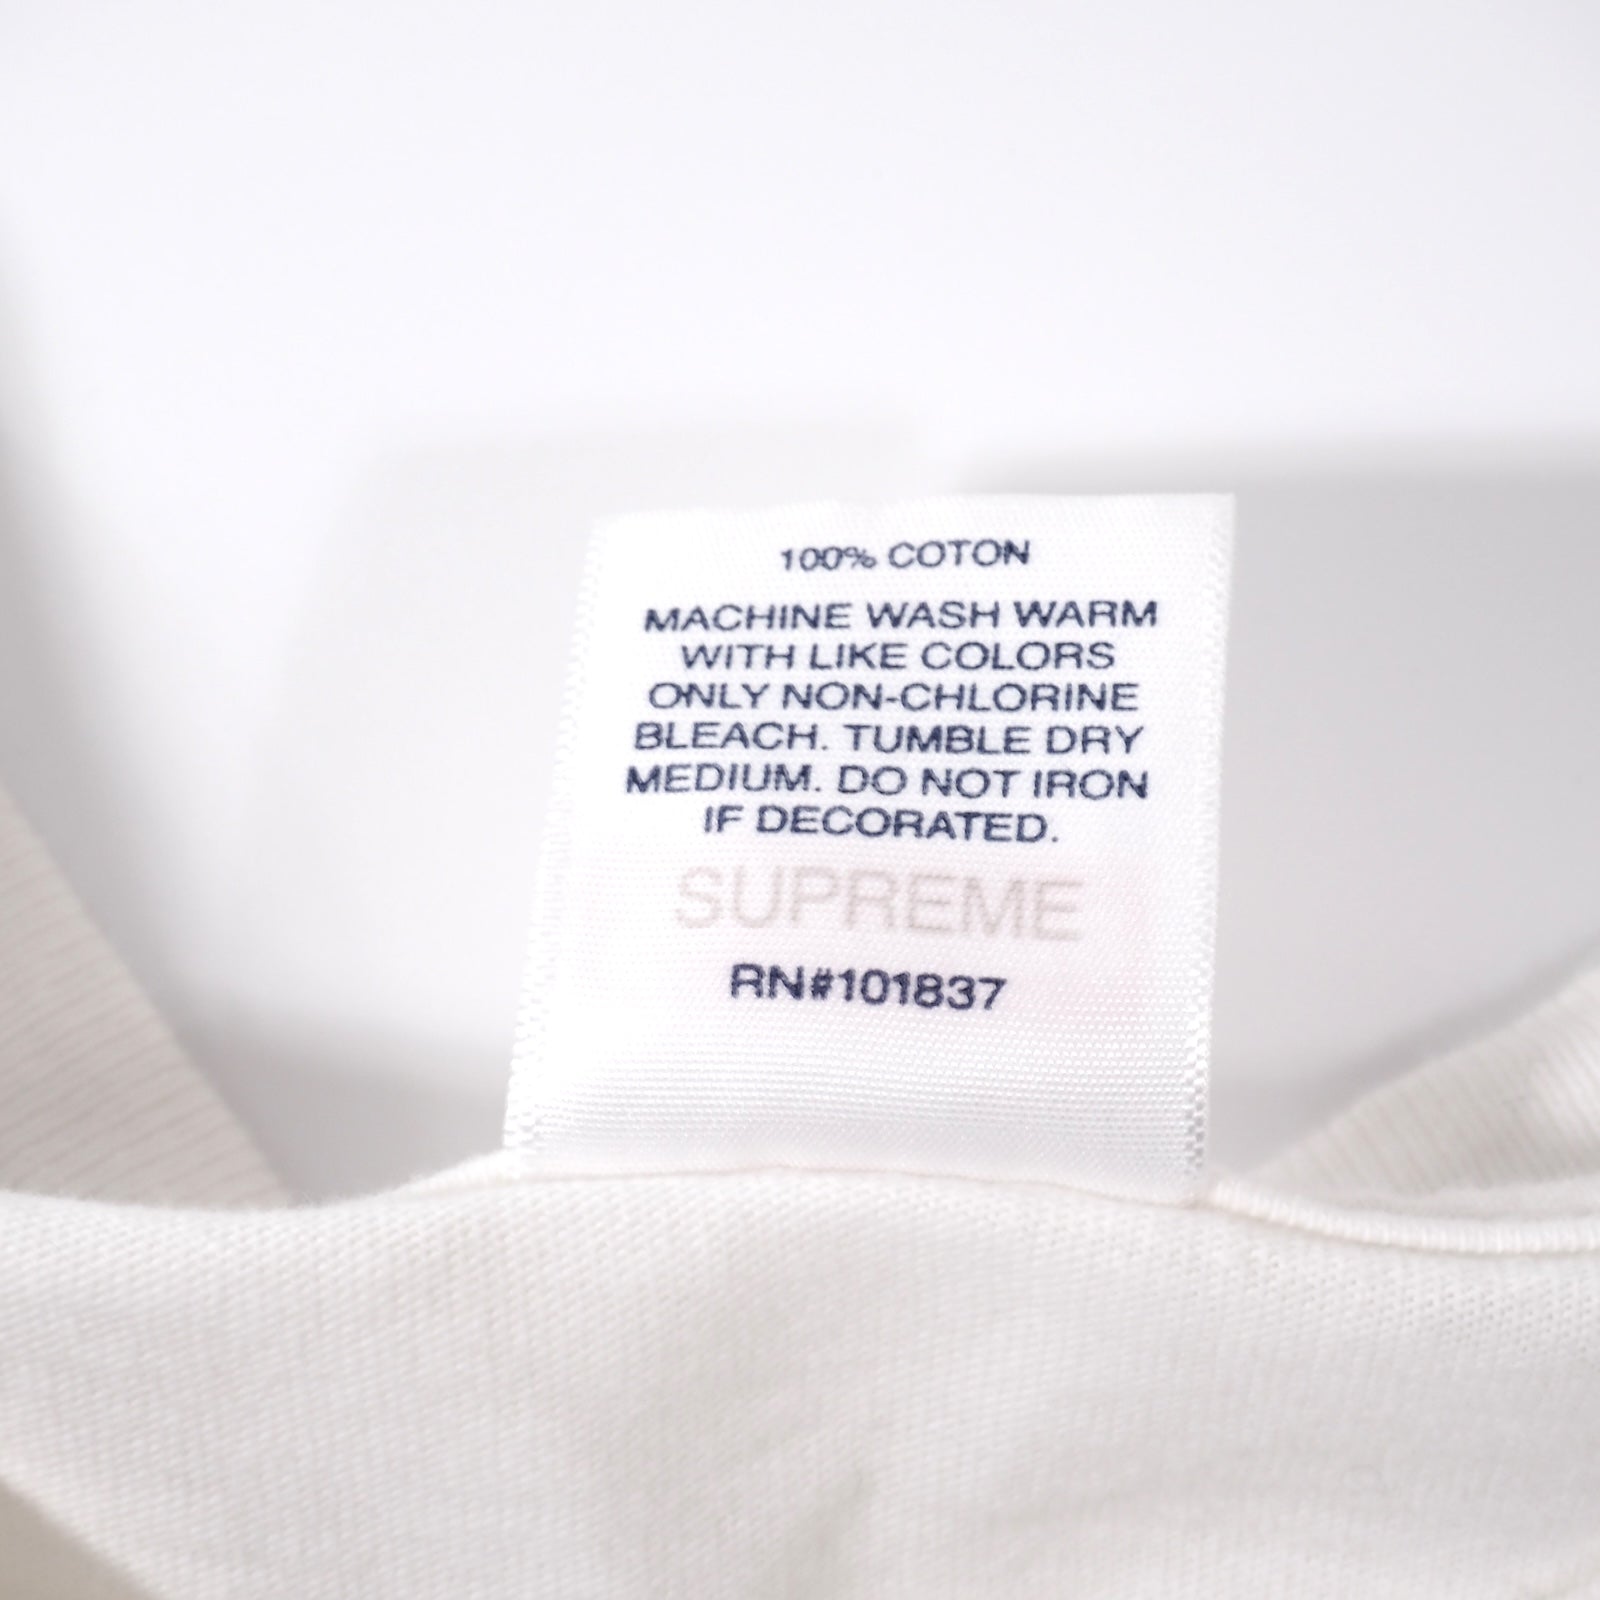 100% COTON
MACHINE WASH WARM
WITH LIKE COLORS
ONLY NON-CHLORINE
BLEACH. TUMBLE DRY
MEDIUM. DO NOT IRON
IF DECORATED.
SUPREME
RN#101837